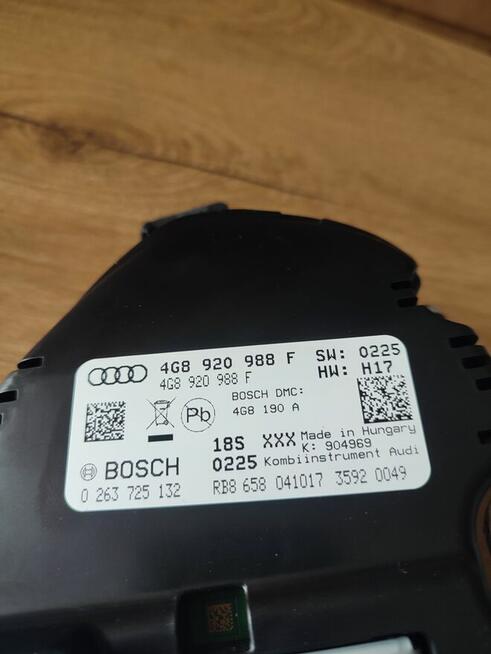 4G8 920 988 F SW: 0225
4G8 920 988 F HW: H17
BOSCH DMC:
4G8 190 A
Pb
18S XXX Made in Hungary
K: 904969
BOSCH 0225 Kombiinstrument Audi
0 263 725 132 RB8 658 041017 3592 0049